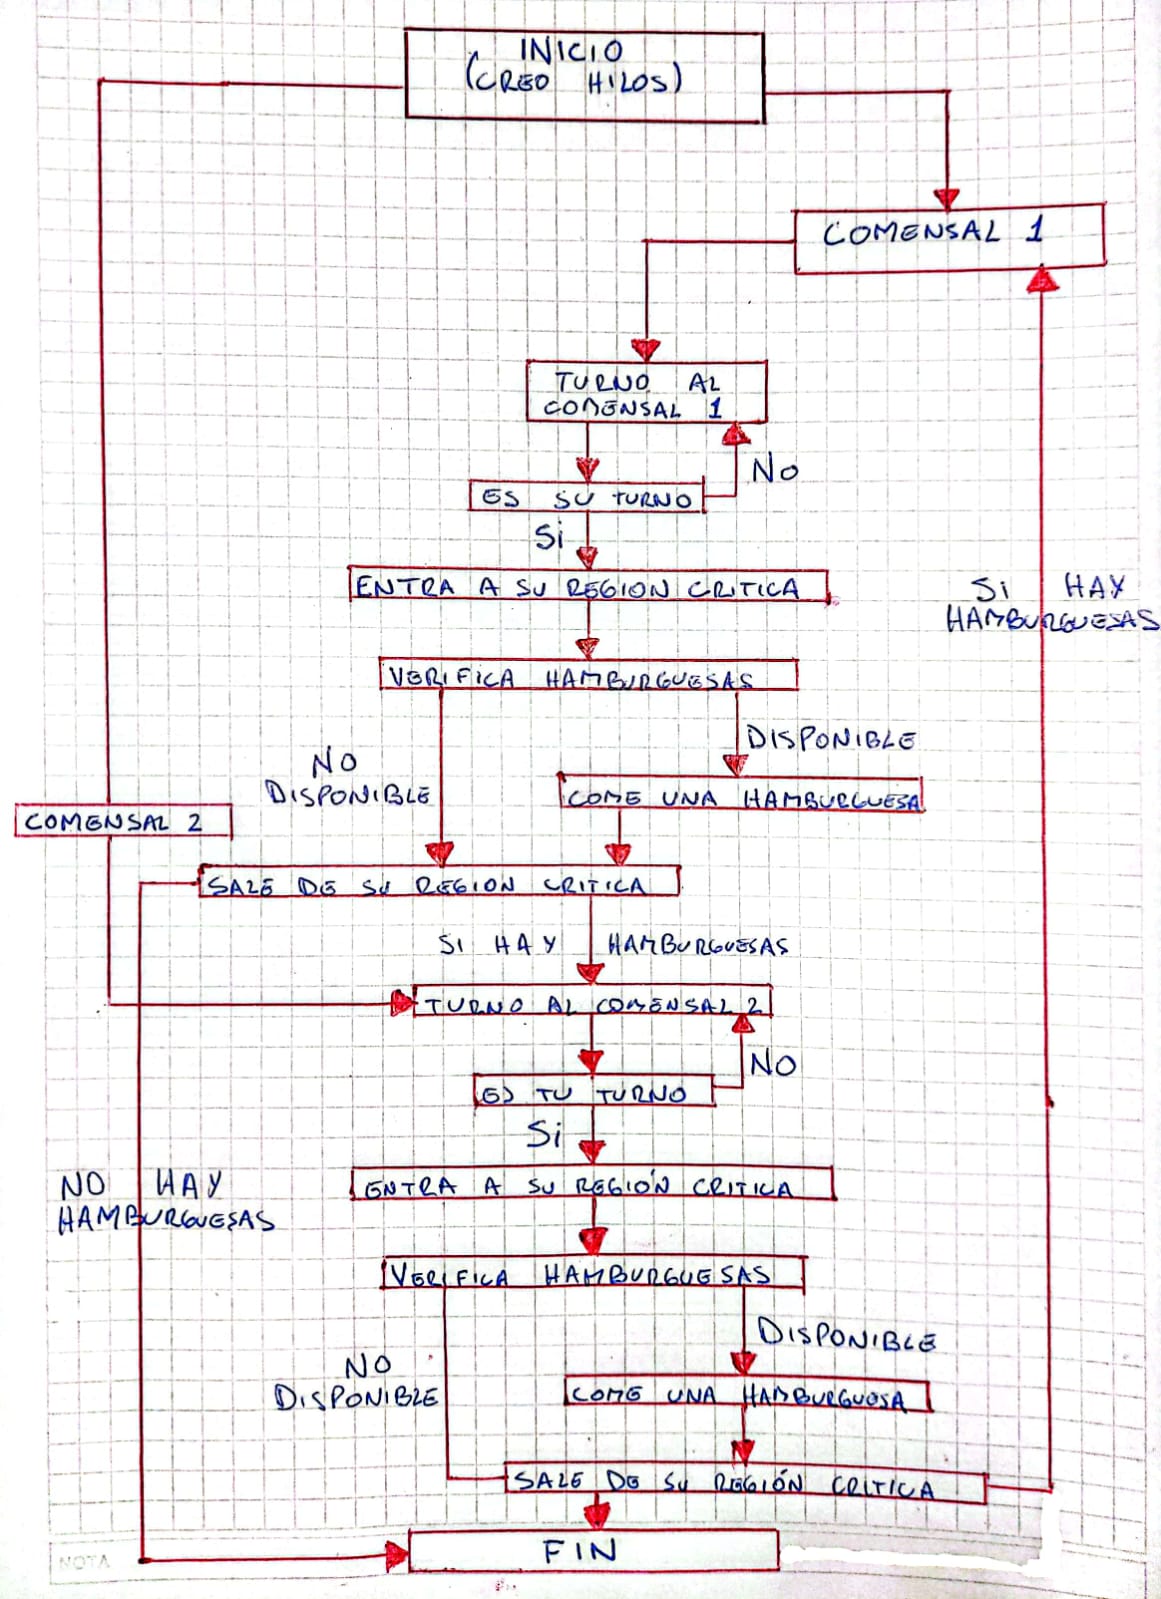 INICIO
(CREO HILOS)
COMENSAL 1
TURNO AL
COMENSAL 1
No
ES SU TURNO
Si
ENTRA A SU REGION CRITICA
Si HAY
HAMBURGUESAS
VERIFICA HAMBURGUESAS
DISPONIBLE
NO
DISPONIBLE
COME UNA HAMBURGUESA
COMENSAL 2
SALE DE SU REGION CRITICA
SI HAY HAMBURGUESAS
TURNO AL COMENSAL 2
NO
ES TU TURNO
Si
ENTRA A SU REGIÓN CRITICA
NO HAY
HAMBURGUESAS
VERIFICA HAMBURGUESAS
DISPONIBLE
NO
DISPONIBLE
COME UNA HAMBURGUESA
SALE DE SU REGIÓN CRITICA
FIN
NOTA